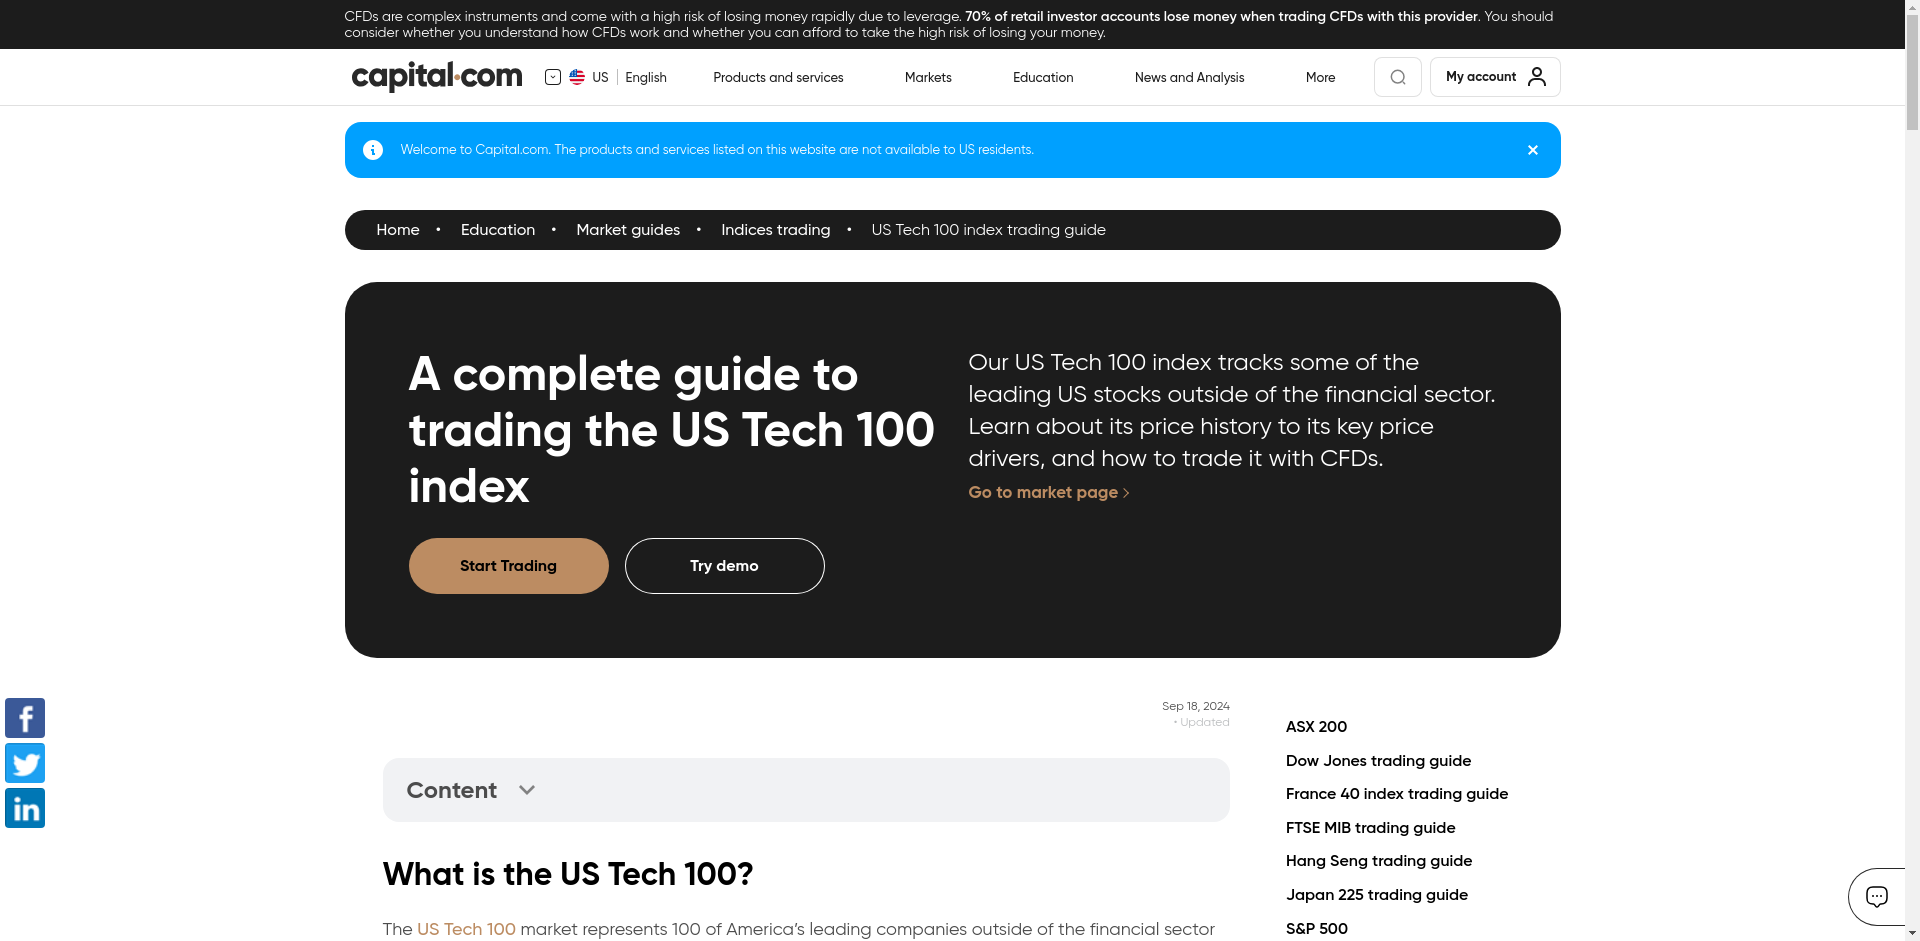 CFDs are complex instruments and come with a high risk of losing money rapidly due to leverage. 70% of retail investor accounts lose money when trading CFDs with this provider. You should
consider whether you understand how CFDs work and whether you can afford to take the high risk of losing your money.
capital.com
US
English
Products and services
Markets
Education
News and Analysis
More
My account
Welcome to Capital.com. The products and services listed on this website are not available to US residents.
Home • Education • Market guides • Indices trading • US Tech 100 index trading guide
A complete guide to
trading the US Tech 100
index
Our US Tech 100 index tracks some of the
leading US stocks outside of the financial sector.
Learn about its price history to its key price
drivers, and how to trade it with CFDs.
Go to market page
Start Trading
Try demo
Sep 18, 2024
• Updated
Content
What is the US Tech 100?
The US Tech 100 market represents 100 of America's leading companies outside of the financial sector
ASX 200
Dow Jones trading guide
France 40 index trading guide
FTSE MIB trading guide
Hang Seng trading guide
Japan 225 trading guide
S&P 500